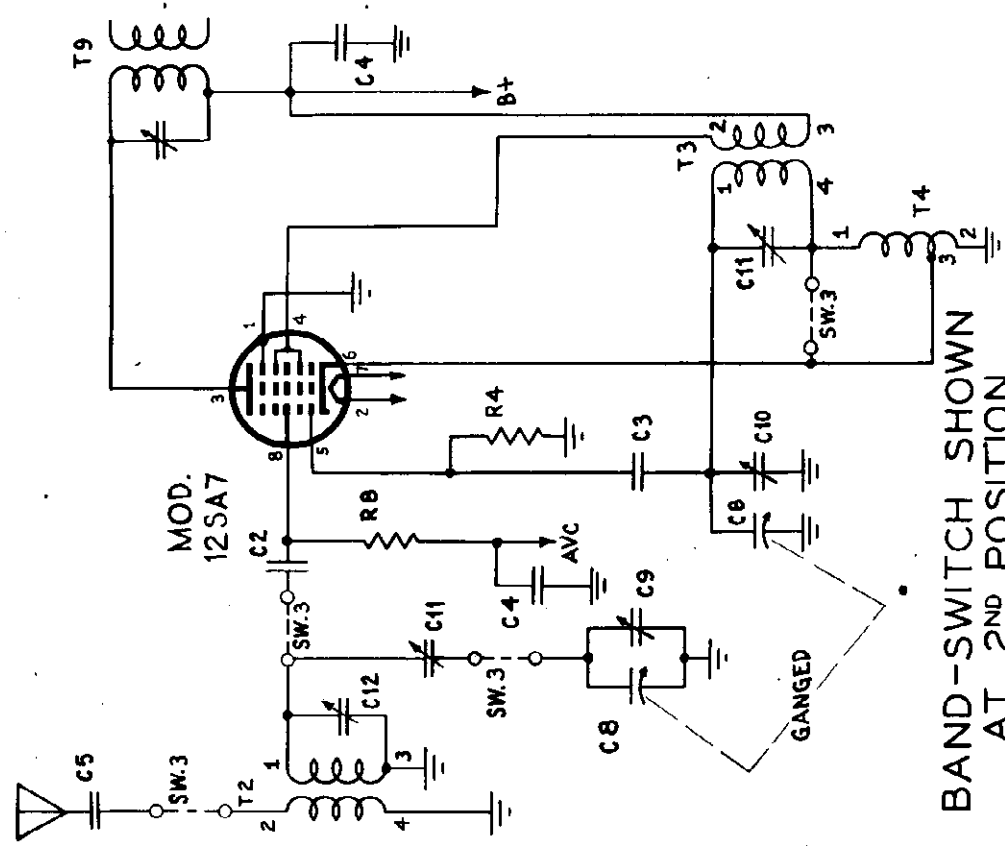 T9
C4
B+
C5
SW.3
T2
2
4
1
3
C12
SW.3
C2
MOD.
12SA7
3
1
4
8
5
6
7
2
R8
C4
AVC
C11
SW.3
C8
C9
GANGED
R4
C3
C8
C10
T3
1
2
4
3
C11
SW.3
1
T4
3
2
BAND-SWITCH SHOWN
AT 2ND POSITION